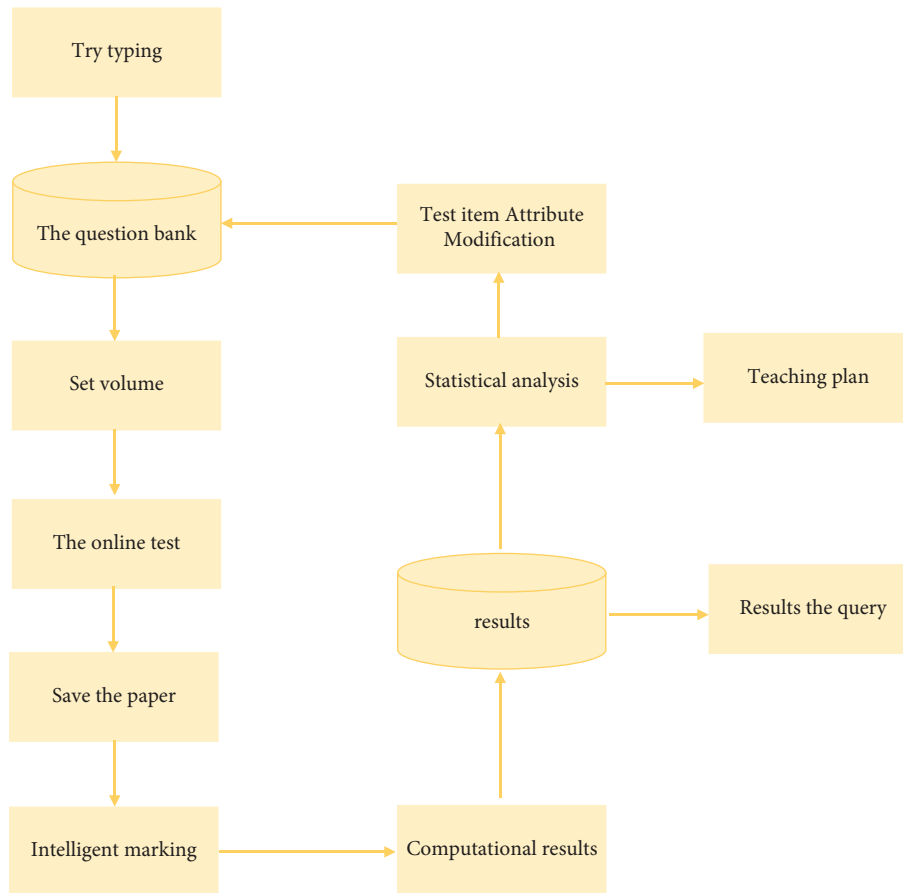 Try typing
The question bank
Set volume
The online test
Save the paper
Intelligent marking
Test item Attribute
Modification
Statistical analysis
results
Computational results
Teaching plan
Results the query